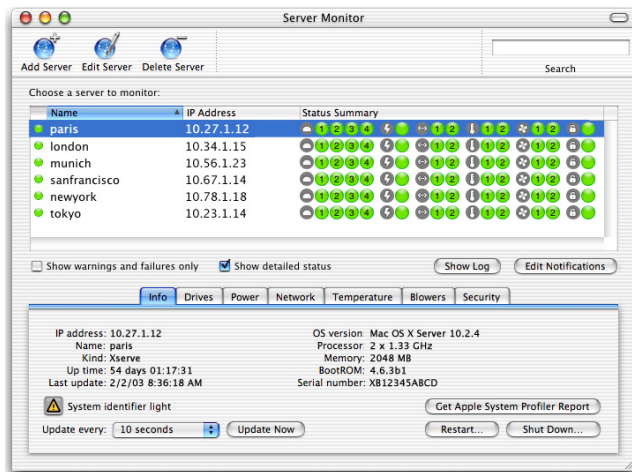 Server Monitor
Add Server Edit Server Delete Server
Search
Choose a server to monitor:
Name IP Address Status Summary
paris 10.27.1.12 1 2 3 4 1 2 1 2 1 2
london 10.34.1.15 1 2 3 4 1 2 1 2 1 2
munich 10.56.1.23 1 2 3 4 1 2 1 2 1 2
sanfrancisco 10.67.1.14 1 2 3 4 1 2 1 2 1 2
newyork 10.78.1.18 1 2 3 4 1 2 1 2 1 2
tokyo 10.23.1.14 1 2 3 4 1 2 1 2 1 2
Show warnings and failures only Show detailed status Show Log Edit Notifications
Info Drives Power Network Temperature Blowers Security
IP address: 10.27.1.12 OS version: Mac OS X Server 10.2.4
Name: paris Processor: 2 x 1.33 GHz
Kind: Xserve Memory: 2048 MB
Up time: 54 days 01:17:31 BootROM: 4.6.3b1
Last update: 2/2/03 8:36:18 AM Serial number: XB12345ABCD
System identifier light Get Apple System Profiler Report
Update every: 10 seconds Update Now Restart... Shut Down...